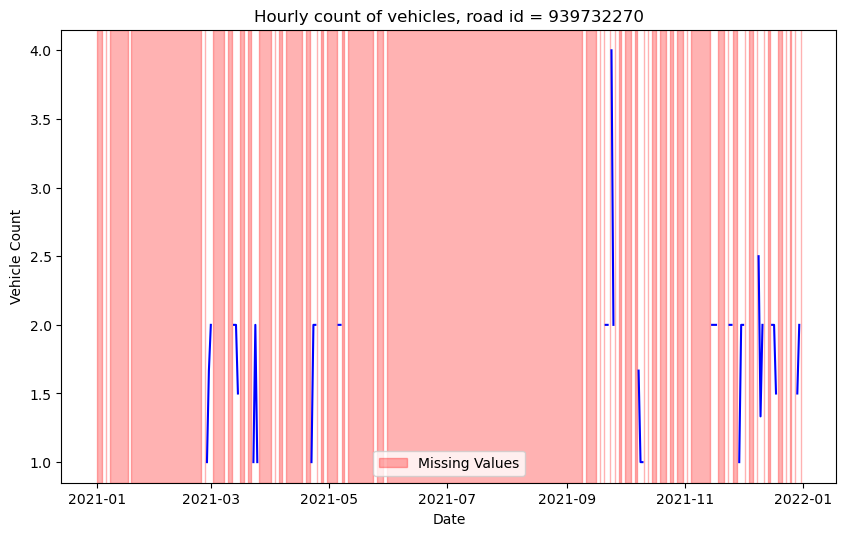 Hourly count of vehicles, road id = 939732270
Vehicle Count
4.0
3.5
3.0
2.5
2.0
1.5
1.0
Missing Values
2021-01 2021-03 2021-05 2021-07 2021-09 2021-11 2022-01
Date